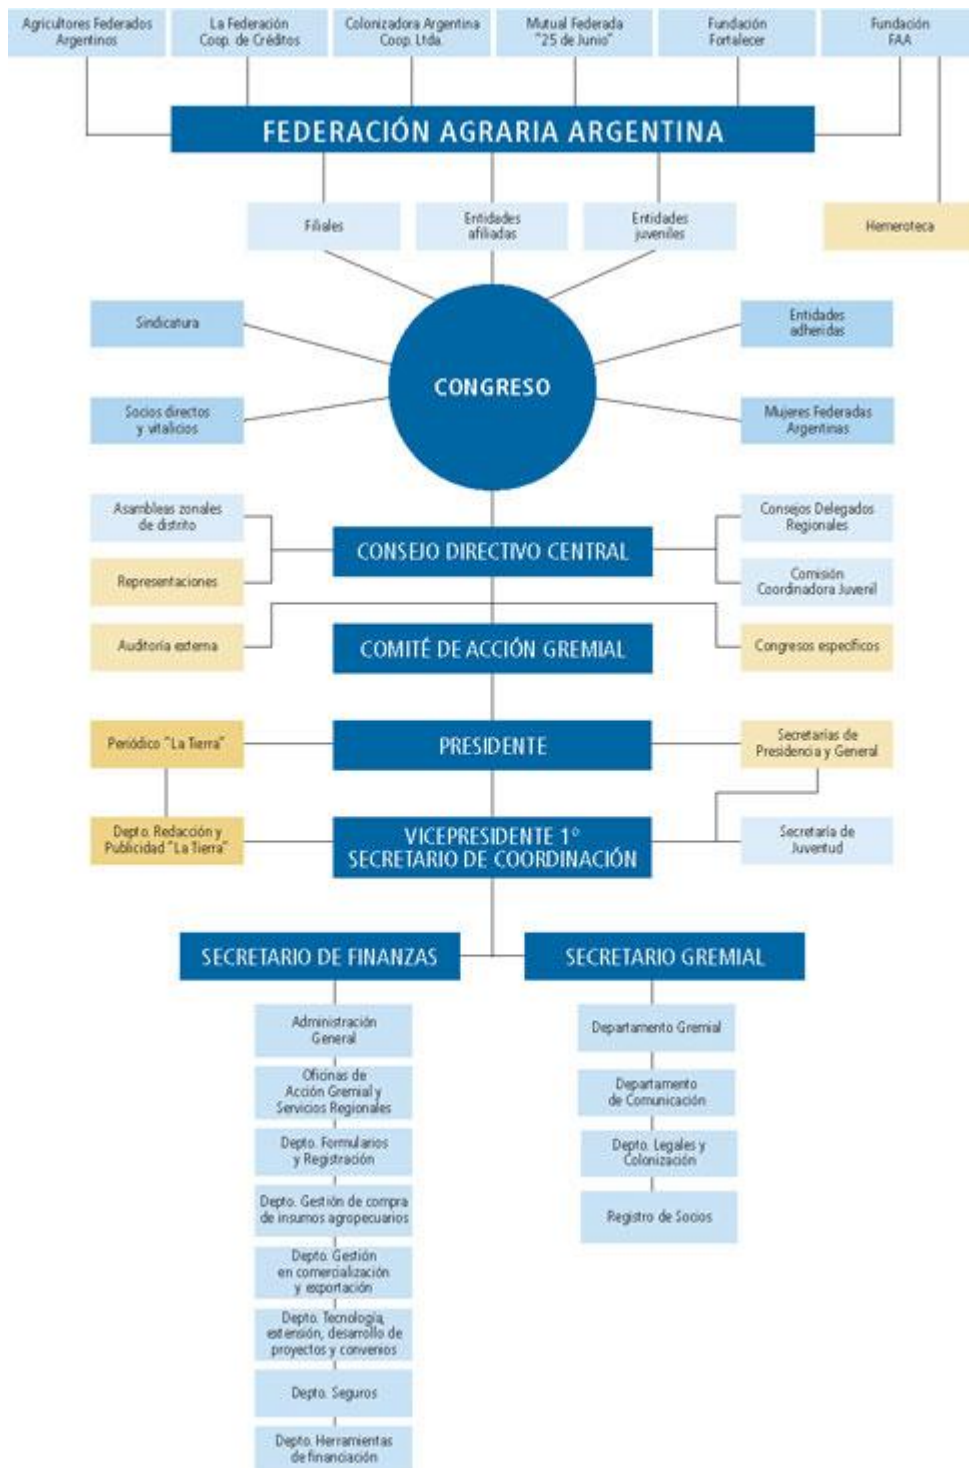 Agricultores Federados
Argentinos
La Federación
Coop. de Créditos
Colonizadora Argentina
Coop. Ltda.
Mutual Federada
"25 de Junio"
Fundación
Fortalecer
Fundación
FAA
FEDERACIÓN AGRARIA ARGENTINA
Filiales
Entidades
afiliadas
Entidades
juveniles
Hemeroteca
Sindicatura
Entidades
adheridas
CONGRESO
Socios directos
y vitalicios
Mujeres Federadas
Argentinas
Asambleas zonales
de distrito
Consejos Delegados
Regionales
CONSEJO DIRECTIVO CENTRAL
Representaciones
Comisión
Coordinadora Juvenil
Auditoría externa
COMITÉ DE ACCIÓN GREMIAL
Congresos específicos
Periódico "La Tierra"
PRESIDENTE
Secretarías de
Presidencia y General
Depto. Redacción y
Publicidad "La Tierra"
VICEPRESIDENTE 1º
SECRETARIO DE COORDINACIÓN
Secretaría de
Juventud
SECRETARIO DE FINANZAS
SECRETARIO GREMIAL
Administración
General
Oficinas de
Acción Gremial y
Servicios Regionales
Depto. Formularios
y Registración
Depto. Gestión de compra
de insumos agropecuarios
Depto. Gestión
en comercialización
y exportación
Depto. Tecnología,
extensión, desarrollo de
proyectos y convenios
Depto. Seguros
Depto. Herramientas
de financiación
Departamento Gremial
Departamento
de Comunicación
Depto. Legales y
Colonización
Registro de Socios